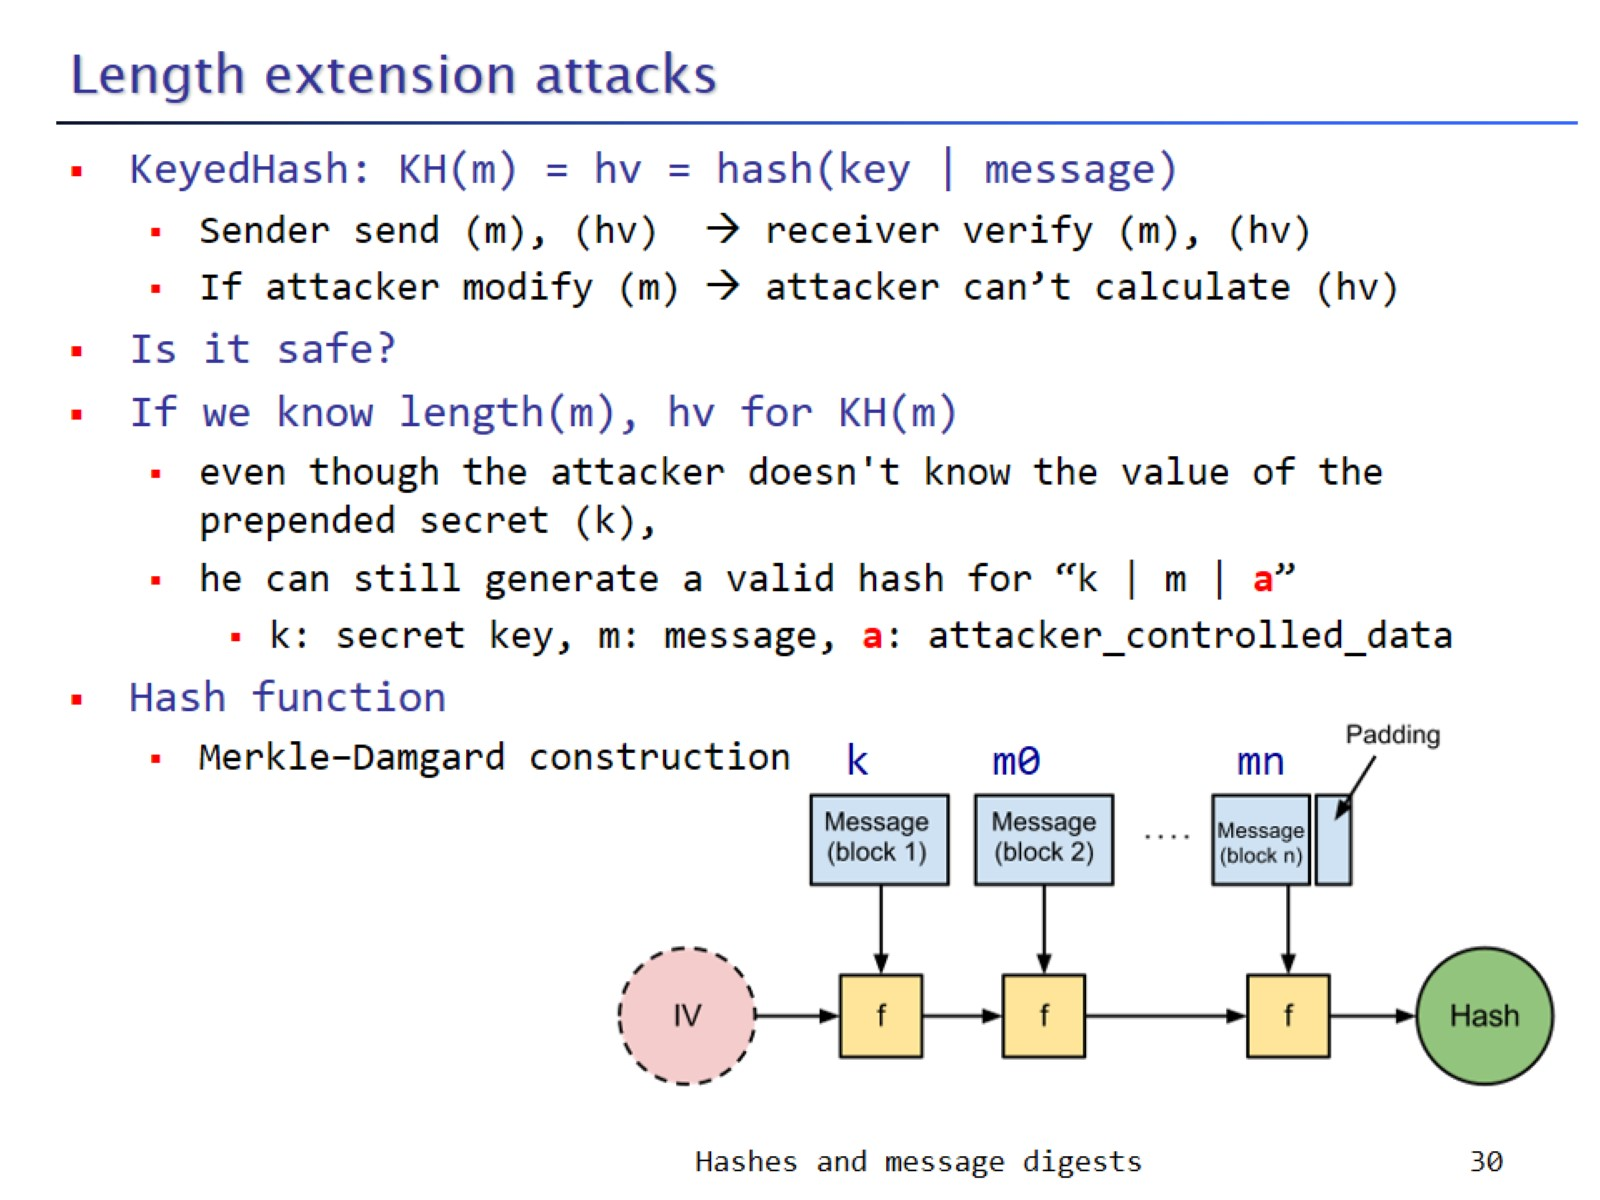 Length extension attacks
KeyedHash: KH(m) = hv = hash(key | message)
Sender send (m), (hv) → receiver verify (m), (hv)
If attacker modify (m) → attacker can’t calculate (hv)
Is it safe?
If we know length(m), hv for KH(m)
even though the attacker doesn't know the value of the
prepended secret (k),
he can still generate a valid hash for “k | m | a”
k: secret key, m: message, a: attacker_controlled_data
Hash function
Merkle–Damgard construction
k m0 mn
Padding
Message
(block 1)
Message
(block 2)
....
Message
(block n)
IV
f
f
f
Hash
Hashes and message digests
30